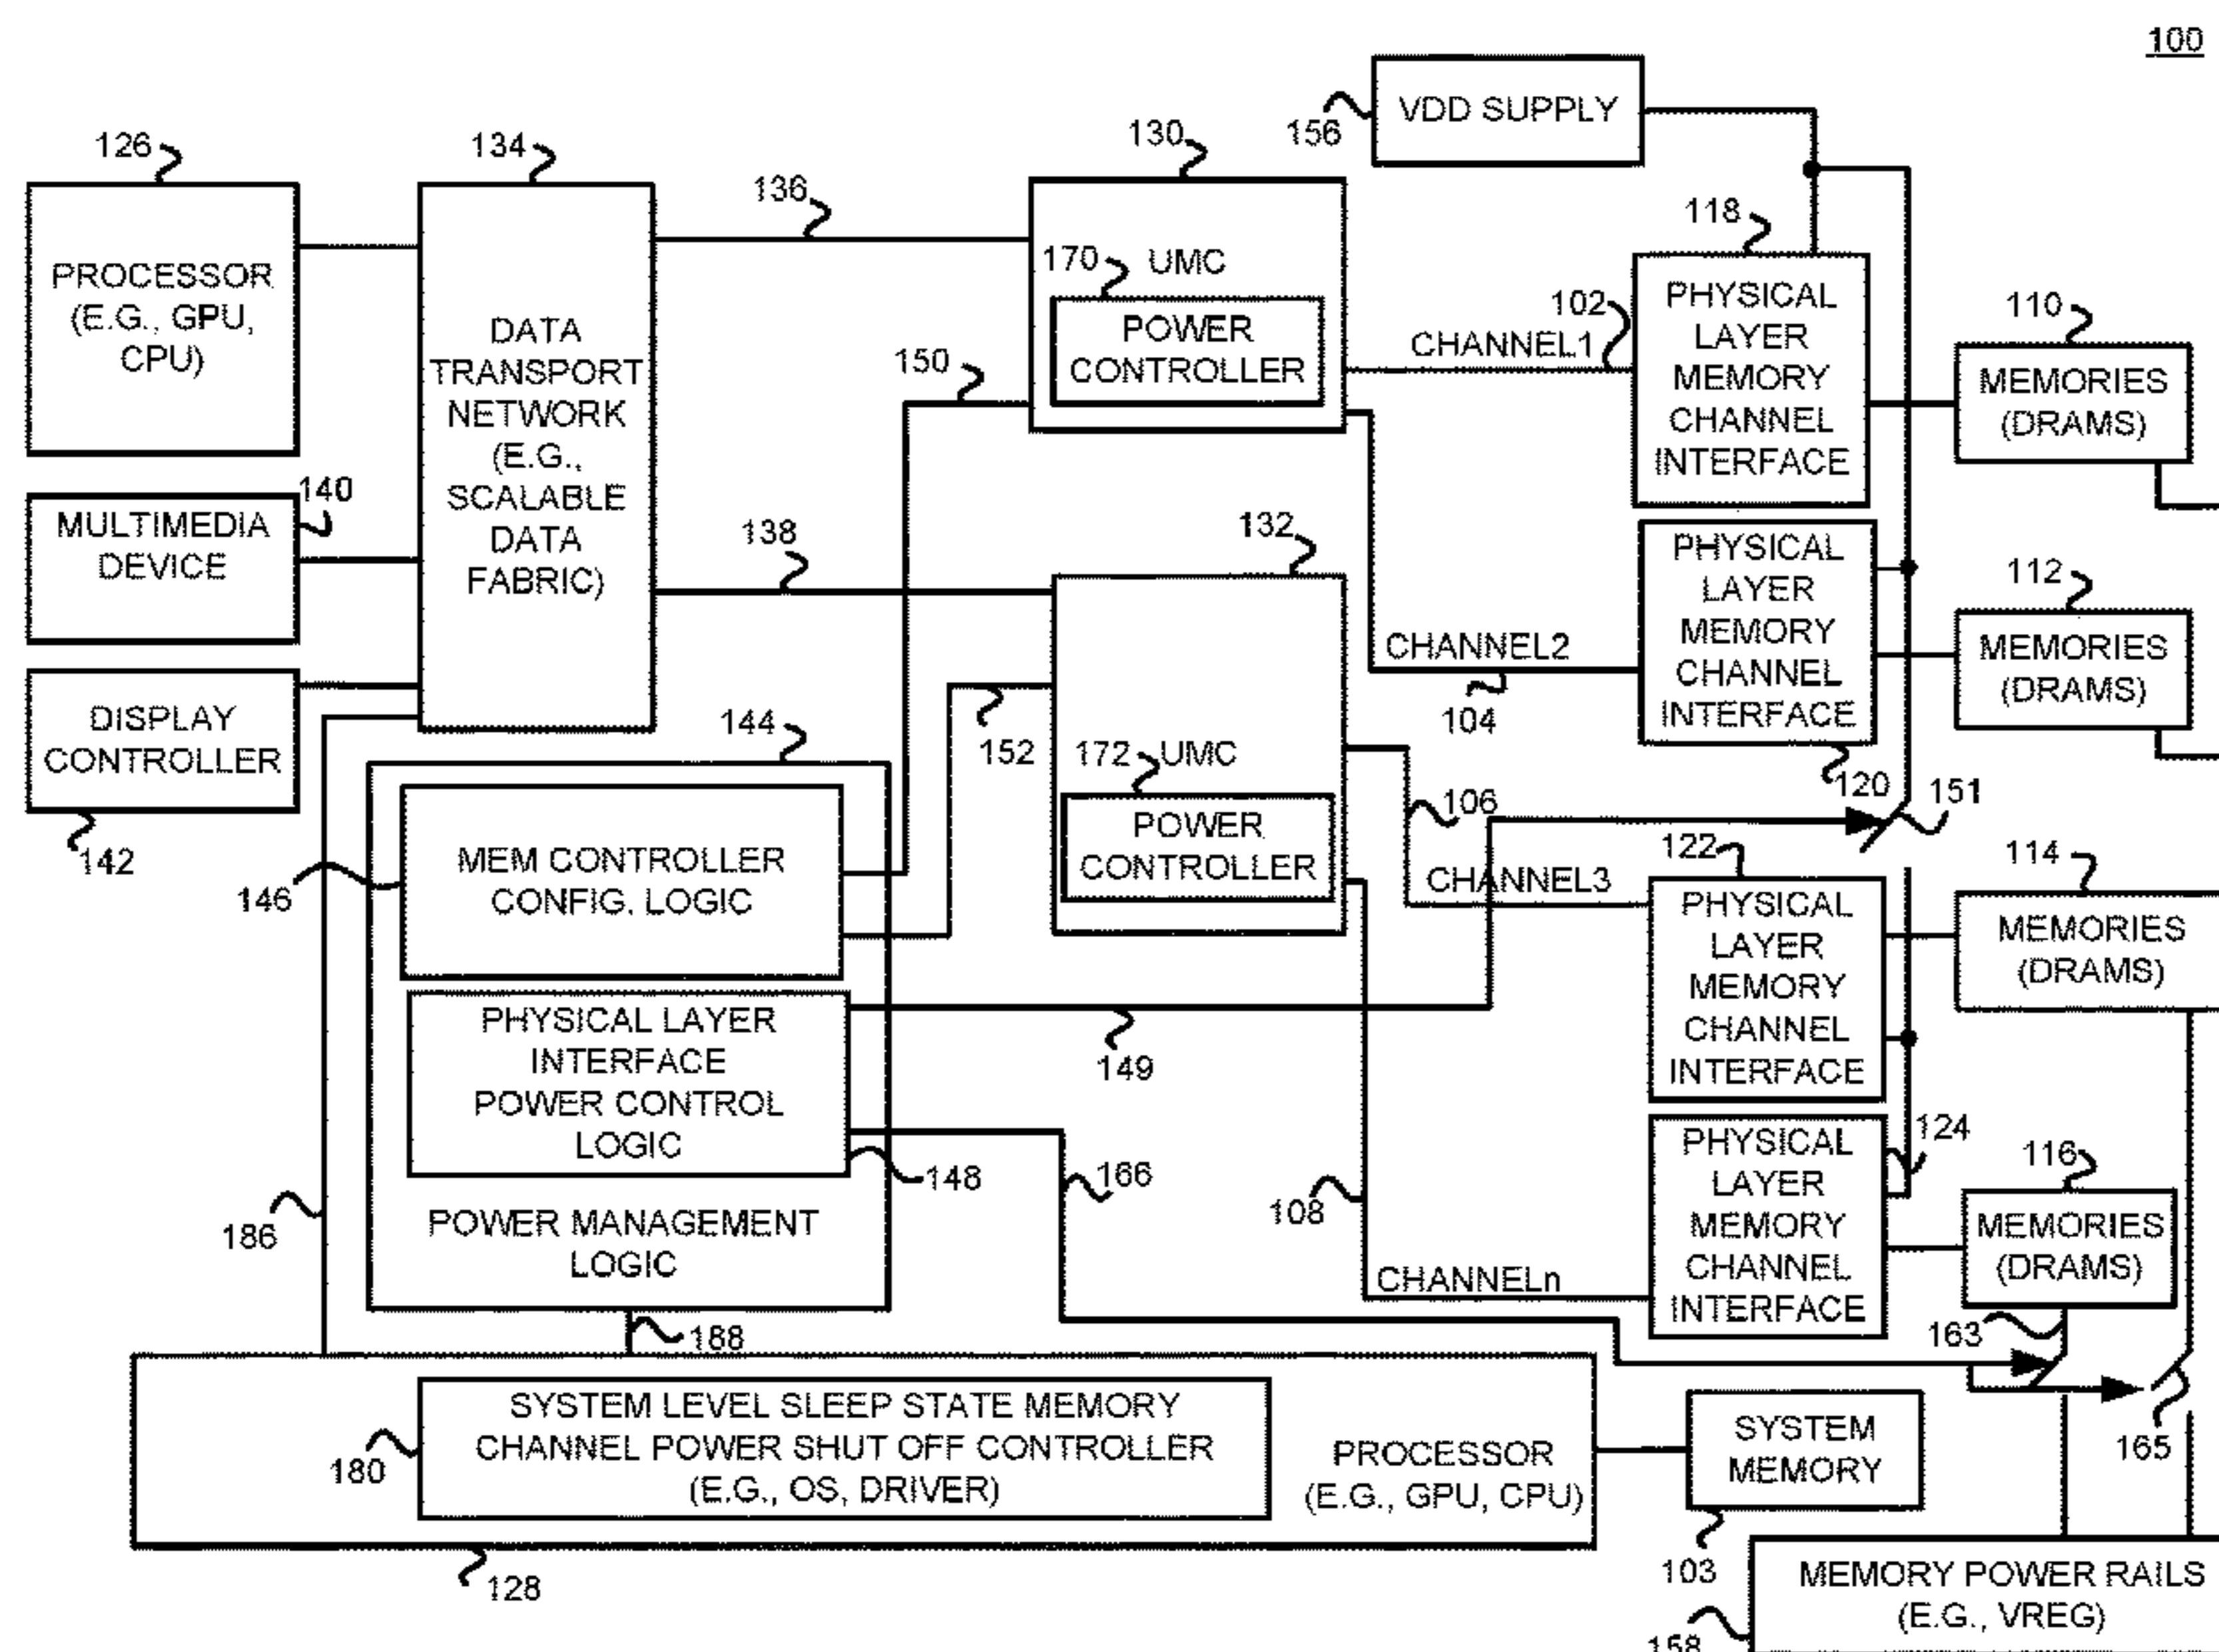 100
VDD SUPPLY
156
126
134
130
136
118
PROCESSOR
(E.G., GPU,
CPU)
DATA
TRANSPORT
NETWORK
(E.G.,
SCALABLE
DATA
FABRIC)
170
UMC
POWER
CONTROLLER
102
CHANNEL1
PHYSICAL
LAYER
MEMORY
CHANNEL
INTERFACE
110
MEMORIES
(DRAMS)
150
140
MULTIMEDIA
DEVICE
138
132
PHYSICAL
LAYER
MEMORY
CHANNEL
INTERFACE
112
MEMORIES
(DRAMS)
CHANNEL2
104
DISPLAY
CONTROLLER
142
144
152
172
UMC
POWER
CONTROLLER
106
120
151
146
MEM CONTROLLER
CONFIG. LOGIC
122
CHANNEL3
PHYSICAL
LAYER
MEMORY
CHANNEL
INTERFACE
114
MEMORIES
(DRAMS)
PHYSICAL LAYER
INTERFACE
POWER CONTROL
LOGIC
149
148
166
108
124
PHYSICAL
LAYER
MEMORY
CHANNEL
INTERFACE
116
MEMORIES
(DRAMS)
186
POWER MANAGEMENT
LOGIC
CHANNELn
188
163
SYSTEM LEVEL SLEEP STATE MEMORY
CHANNEL POWER SHUT OFF CONTROLLER
(E.G., OS, DRIVER)
180
PROCESSOR
(E.G., GPU, CPU)
SYSTEM
MEMORY
165
128
103
MEMORY POWER RAILS
(E.G., VREG)
158